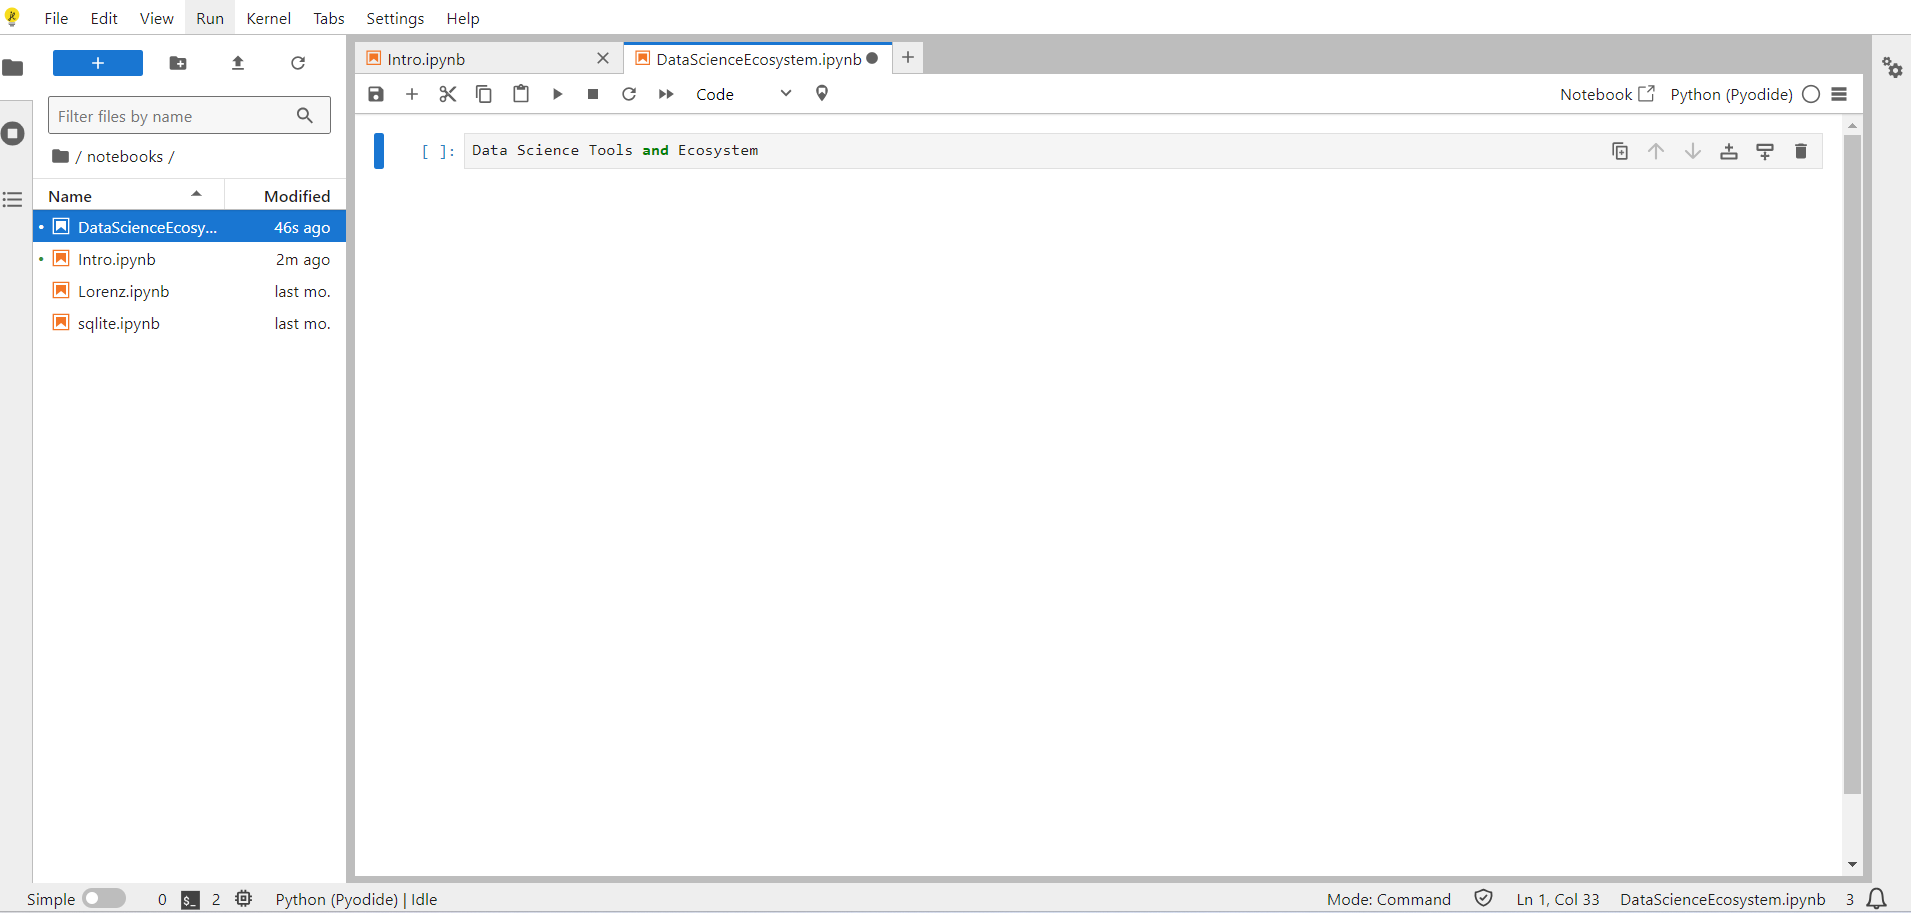 File Edit View Run Kernel Tabs Settings Help
+
Filter files by name
/ notebooks /
Name Modified
DataScienceEcosy... 46s ago
Intro.ipynb 2m ago
Lorenz.ipynb last mo.
sqlite.ipynb last mo.
Intro.ipynb DataScienceEcosystem.ipynb
Code Notebook Python (Pyodide)
[ ]: Data Science Tools and Ecosystem
Simple 0 $_ 2 Python (Pyodide) | Idle Mode: Command Ln 1, Col 33 DataScienceEcosystem.ipynb 3